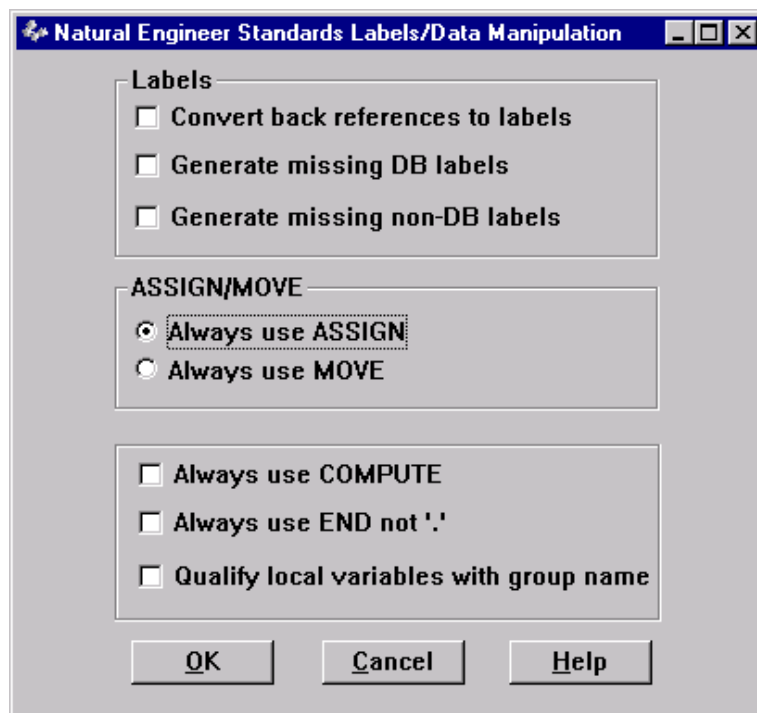 Natural Engineer Standards Labels/Data Manipulation
Labels
Convert back references to labels
Generate missing DB labels
Generate missing non-DB labels
ASSIGN/MOVE
Always use ASSIGN
Always use MOVE
Always use COMPUTE
Always use END not '.'
Qualify local variables with group name
OK Cancel Help